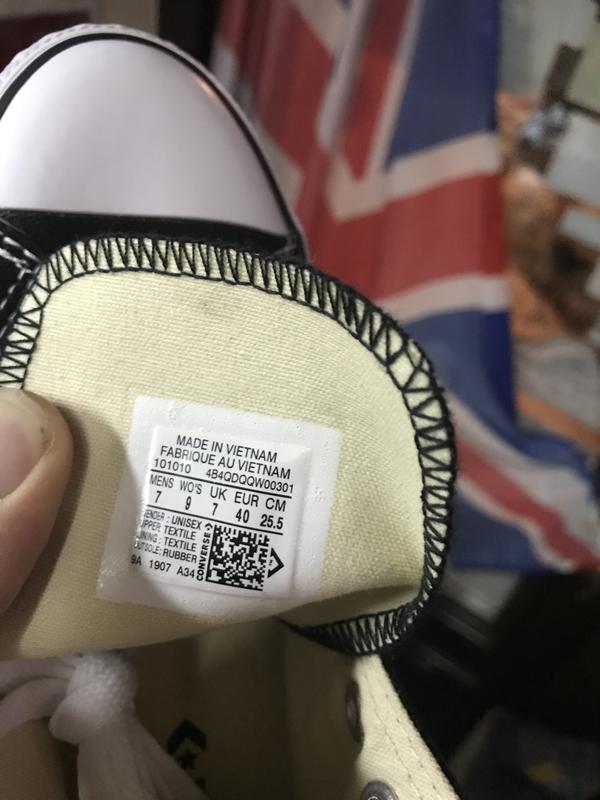 MADE IN VIETNAM
FABRIQUE AU VIETNAM
101010 4B4QDQQW00301
MENS WO'S UK EUR CM
7 9 7 40 25.5
GENDER : UNISEX
UPPER: TEXTILE
LINING : TEXTILE
OUTSOLE: RUBBER
9A 1907 A34
CONVERSE